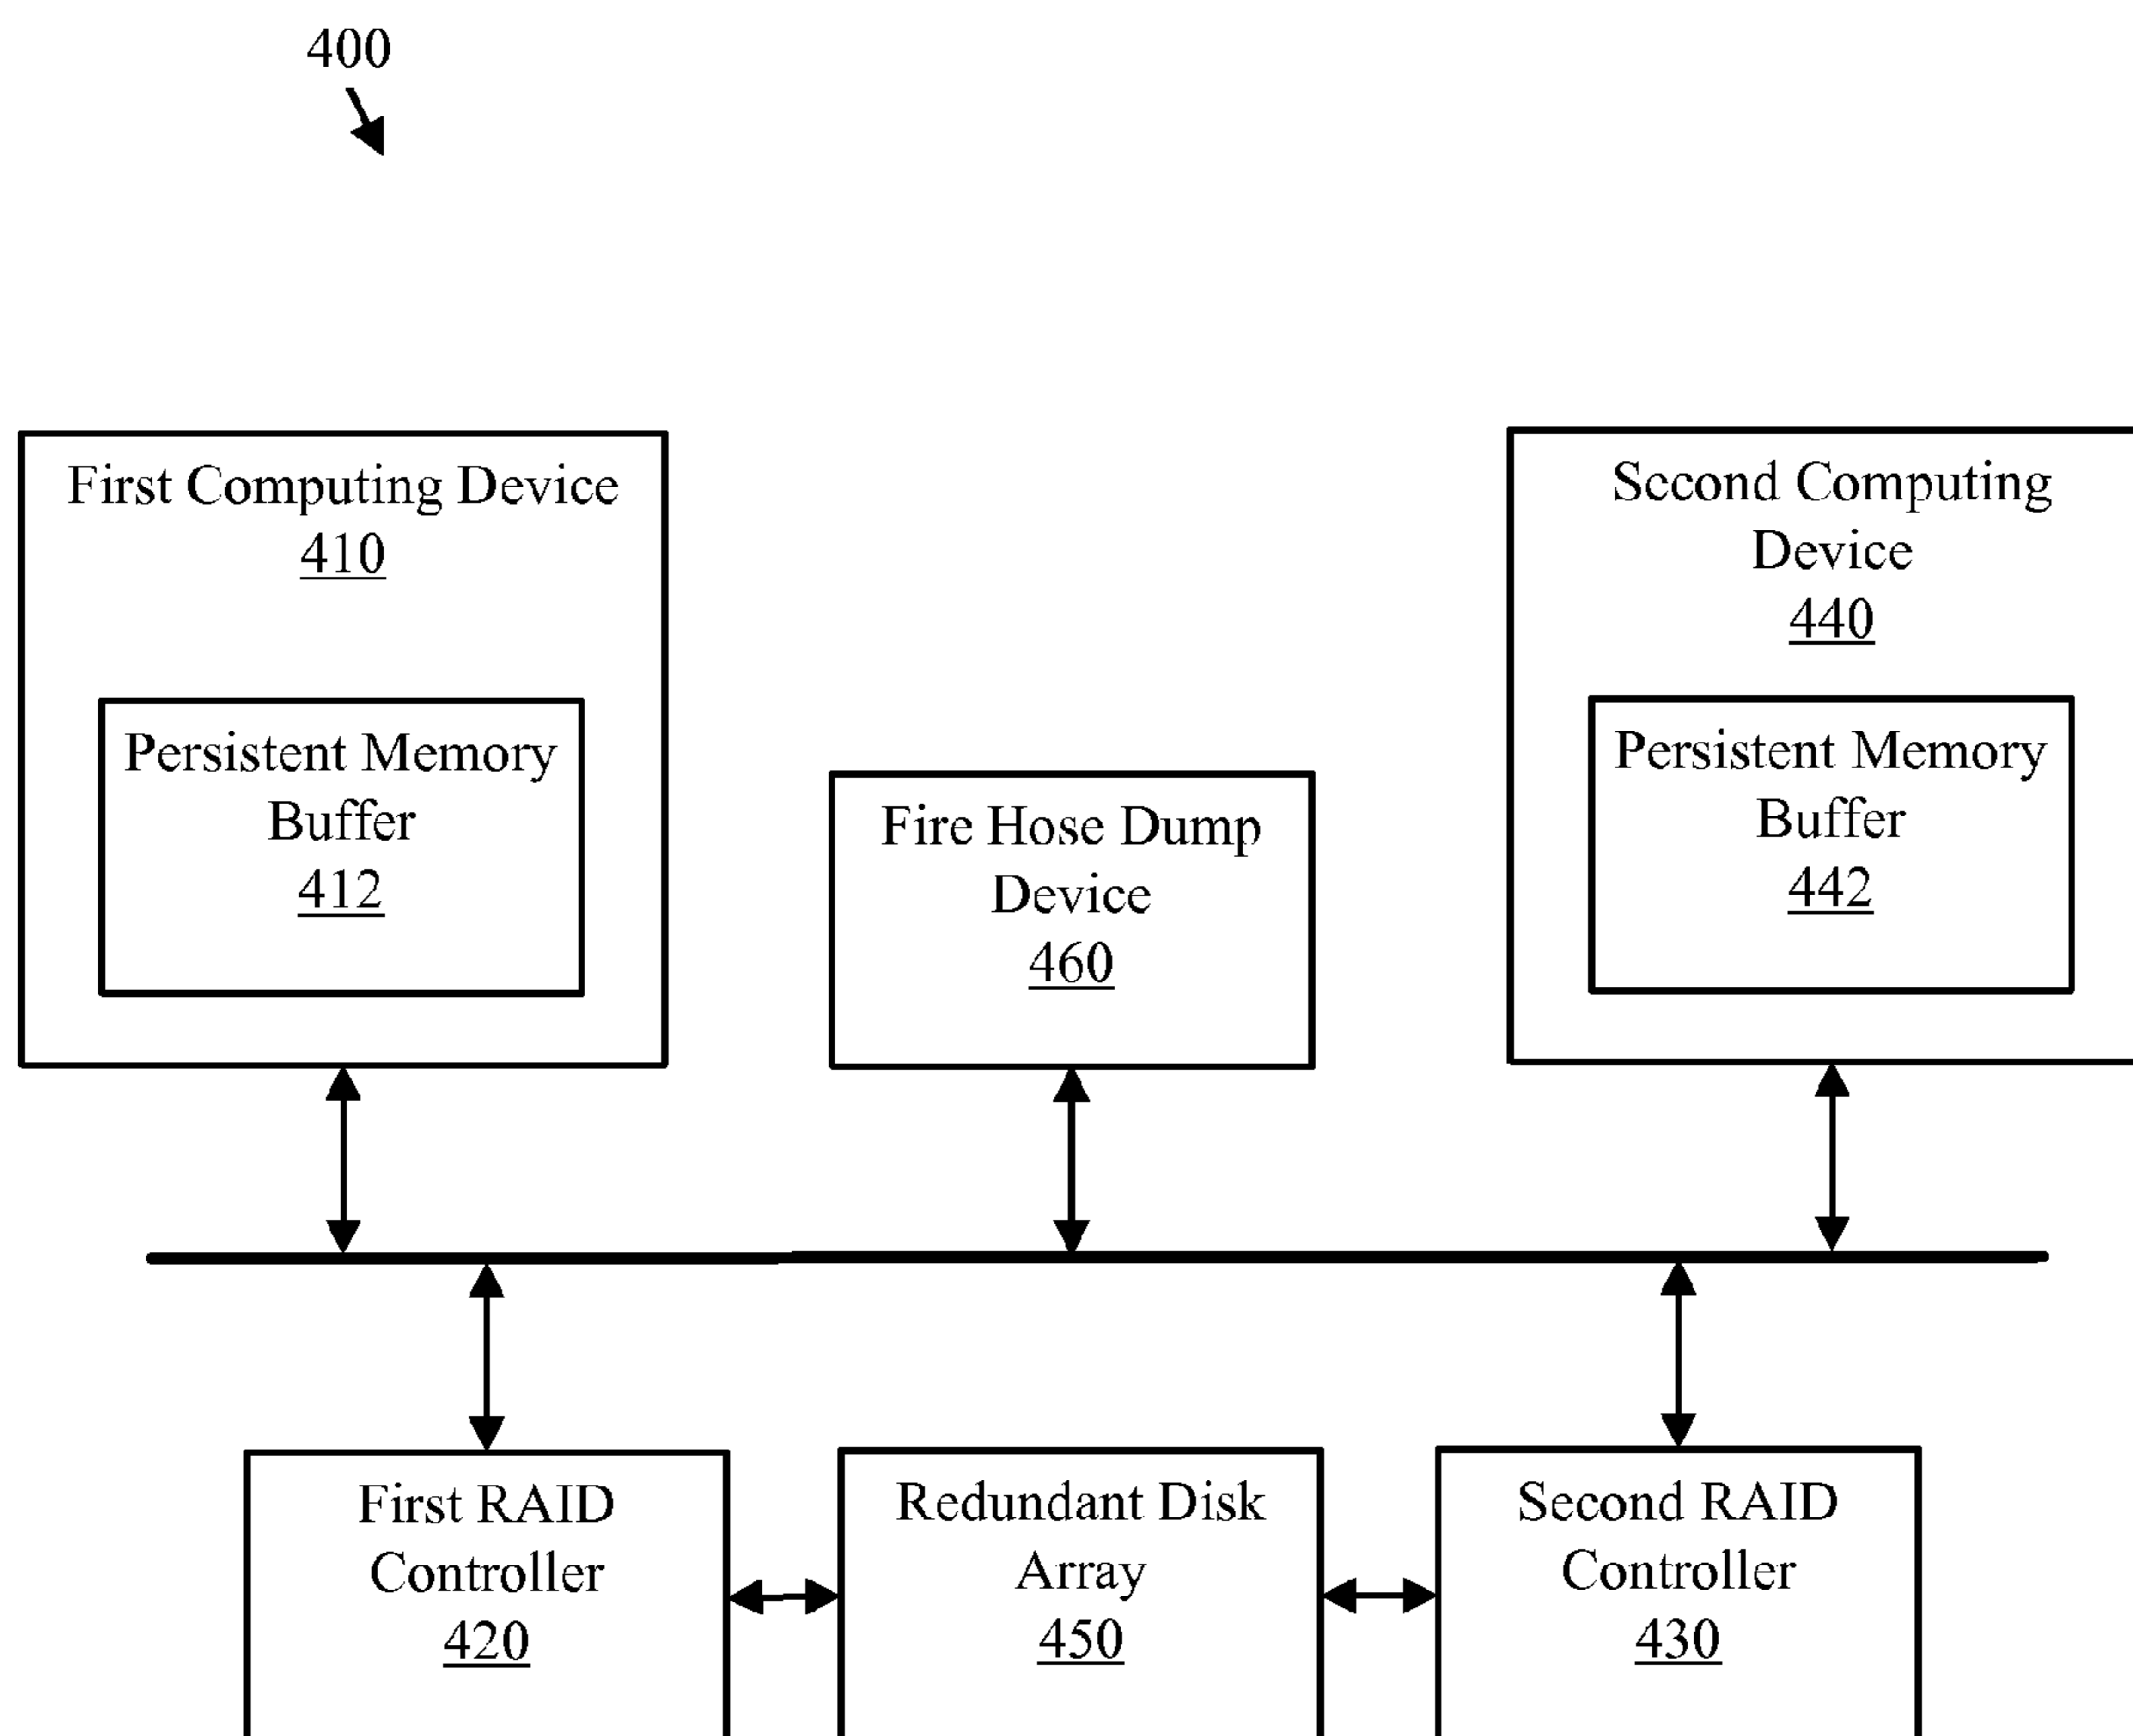 400
First Computing Device
410
Persistent Memory
Buffer
412
Fire Hose Dump
Device
460
Second Computing
Device
440
Persistent Memory
Buffer
442
First RAID
Controller
420
Redundant Disk
Array
450
Second RAID
Controller
430